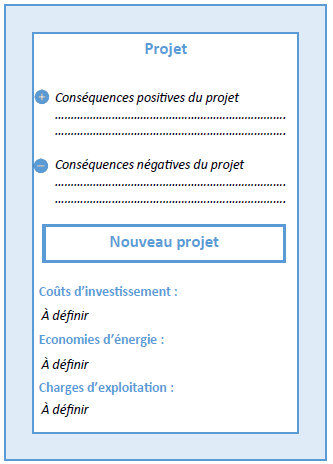 Projet
+ Conséquences positives du projet
................................................................................
................................................................................
– Conséquences négatives du projet
................................................................................
................................................................................
Nouveau projet
Coûts d’investissement :
À définir
Economies d’énergie :
À définir
Charges d’exploitation :
À définir